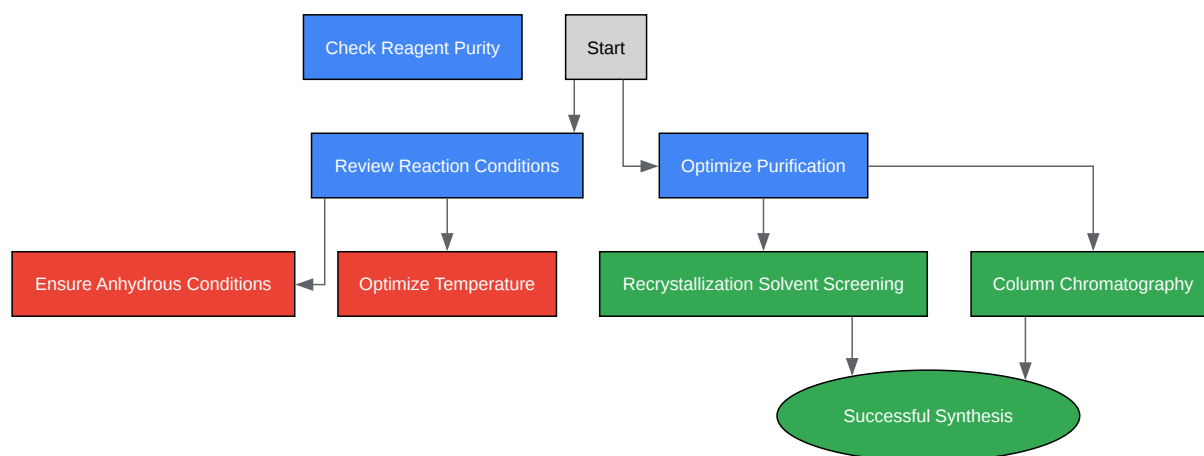 Check Reagent Purity
Start
Review Reaction Conditions
Optimize Purification
Ensure Anhydrous Conditions
Optimize Temperature
Recrystallization Solvent Screening
Column Chromatography
Successful Synthesis